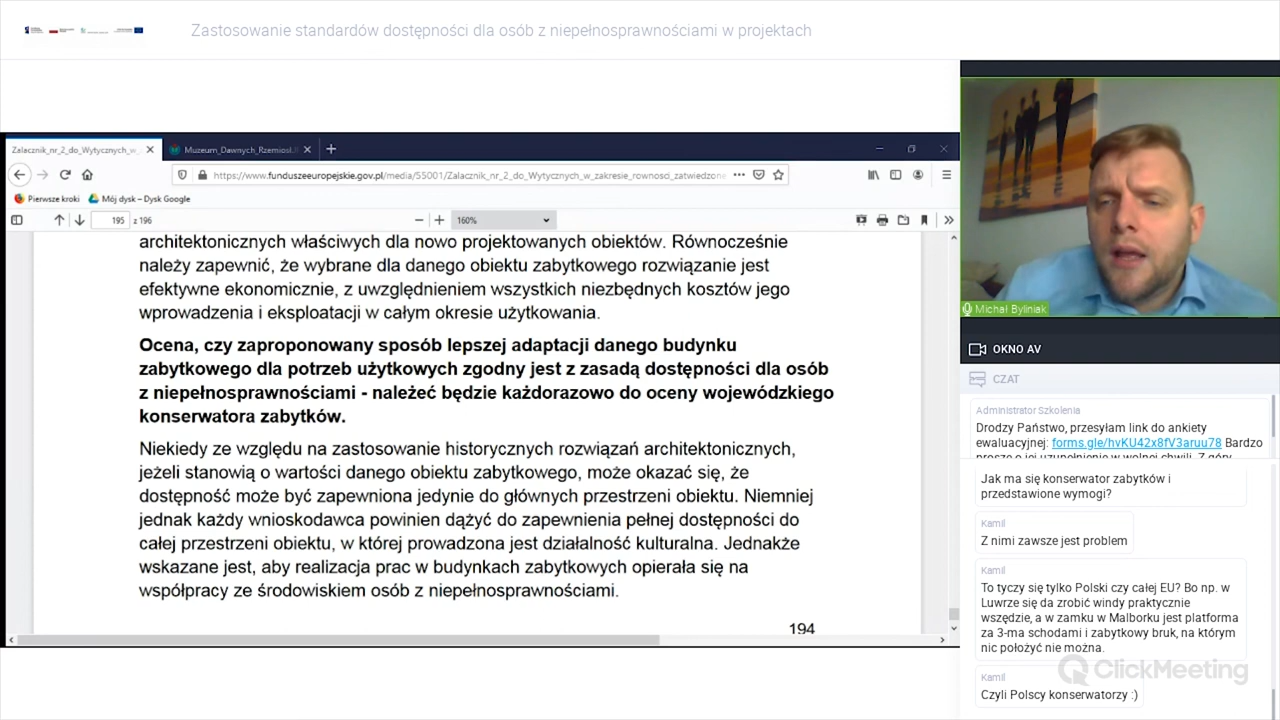 Zastosowanie standardów dostępności dla osób z niepełnosprawnościami w projektach
Zalacznik_nr_2_do_Wytycznych_w_
Muzeum_Dawnych_Rzemiosl.
https://www.funduszeeuropejskie.gov.pl/media/55001/Zalacznik_nr_2_do_Wytycznych_w_zakresie_rownosci_zatwiedzone
Pierwsze kroki
Mój dysk – Dysk Google
195 z 196
160%
architektonicznych właściwych dla nowo projektowanych obiektów. Równocześnie
należy zapewnić, że wybrane dla danego obiektu zabytkowego rozwiązanie jest
efektywne ekonomicznie, z uwzględnieniem wszystkich niezbędnych kosztów jego
wprowadzenia i eksploatacji w całym okresie użytkowania.
Ocena, czy zaproponowany sposób lepszej adaptacji danego budynku
zabytkowego dla potrzeb użytkowych zgodny jest z zasadą dostępności dla osób
z niepełnosprawnościami - należeć będzie każdorazowo do oceny wojewódzkiego
konserwatora zabytków.
Niekiedy ze względu na zastosowanie historycznych rozwiązań architektonicznych,
jeżeli stanowią o wartości danego obiektu zabytkowego, może okazać się, że
dostępność może być zapewniona jedynie do głównych przestrzeni obiektu. Niemniej
jednak każdy wnioskodawca powinien dążyć do zapewnienia pełnej dostępności do
całej przestrzeni obiektu, w której prowadzona jest działalność kulturalna. Jednakże
wskazane jest, aby realizacja prac w budynkach zabytkowych opierała się na
współpracy ze środowiskiem osób z niepełnosprawnościami.
194
Michał Byliniak
OKNO AV
CZAT
Administrator Szkolenia
Drodzy Państwo, przesyłam link do ankiety
ewaluacyjnej: forms.gle/hvKU42x8fV3aruu78 Bardzo
proszę o jej uzupełnienie w wolnej chwili. Z góry
Jak ma się konserwator zabytków i
przedstawione wymogi?
Kamil
Z nimi zawsze jest problem
Kamil
To tyczy się tylko Polski czy całej EU? Bo np. w
Luwrze się da zrobić windy praktycznie
wszędzie, a w zamku w Malborku jest platforma
za 3-ma schodami i zabytkowy bruk, na którym
nic położyć nie można.
Kamil
Czyli Polscy konserwatorzy :)
ClickMeeting